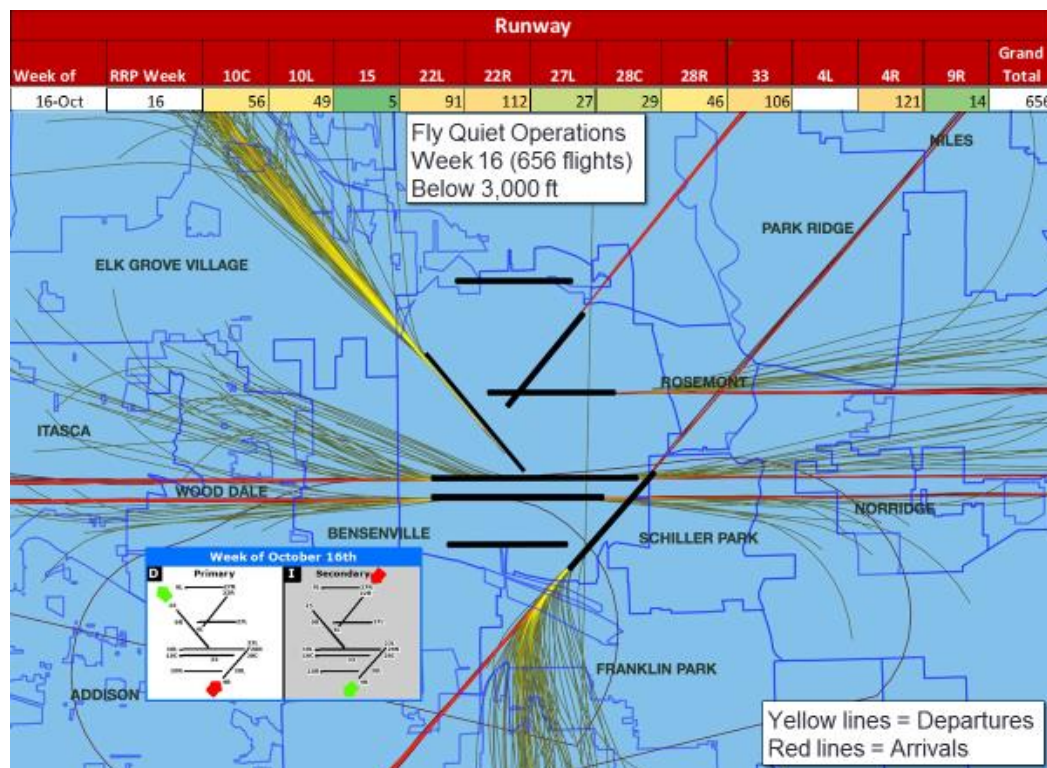 Runway
Week of RRP Week 10C 10L 15 22L 22R 27L 28C 28R 33 4L 4R 9R Grand Total
16-Oct 16 56 49 5 91 112 27 29 46 106 121 14 656
Fly Quiet Operations
Week 16 (656 flights)
Below 3,000 ft
NILES
PARK RIDGE
ELK GROVE VILLAGE
ROSEMONT
ITASCA
WOOD DALE
NORRIDGE
BENSENVILLE
SCHILLER PARK
Week of October 16th
D Primary
I Secondary
FRANKLIN PARK
ADDISON
Yellow lines = Departures
Red lines = Arrivals